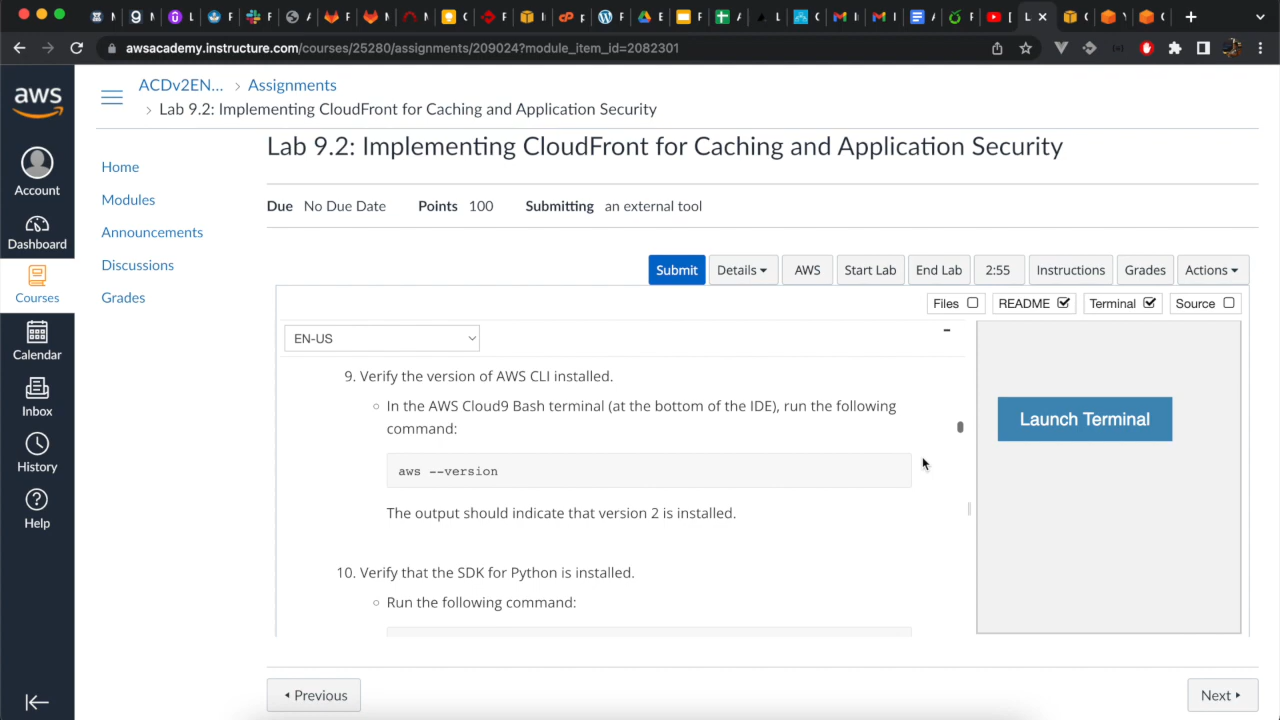 awsacademy.instructure.com/courses/25280/assignments/209024?module_item_id=2082301
aws
Account
Dashboard
Courses
Calendar
Inbox
History
Help
ACDv2EN... > Assignments
> Lab 9.2: Implementing CloudFront for Caching and Application Security
Home
Modules
Announcements
Discussions
Grades
Lab 9.2: Implementing CloudFront for Caching and Application Security
Due No Due Date Points 100 Submitting an external tool
Submit Details AWS Start Lab End Lab 2:55 Instructions Grades Actions
Files README Terminal Source
EN-US
9. Verify the version of AWS CLI installed.
In the AWS Cloud9 Bash terminal (at the bottom of the IDE), run the following
command:
aws --version
The output should indicate that version 2 is installed.
10. Verify that the SDK for Python is installed.
Run the following command:
Launch Terminal
Previous
Next